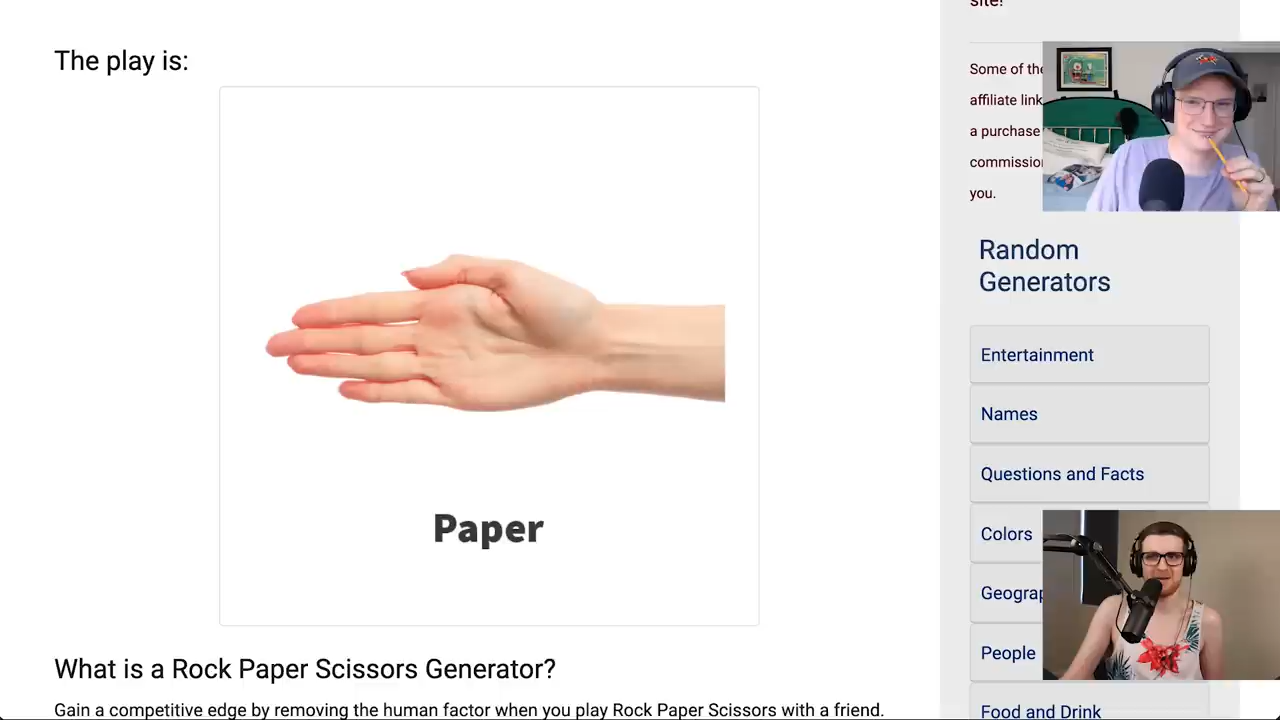 The play is:
Paper
What is a Rock Paper Scissors Generator?
Gain a competitive edge by removing the human factor when you play Rock Paper Scissors with a friend.
site!
Some of the
affiliate link
a purchase
commission
you.
Random
Generators
Entertainment
Names
Questions and Facts
Colors
Geograp
People
Food and Drink